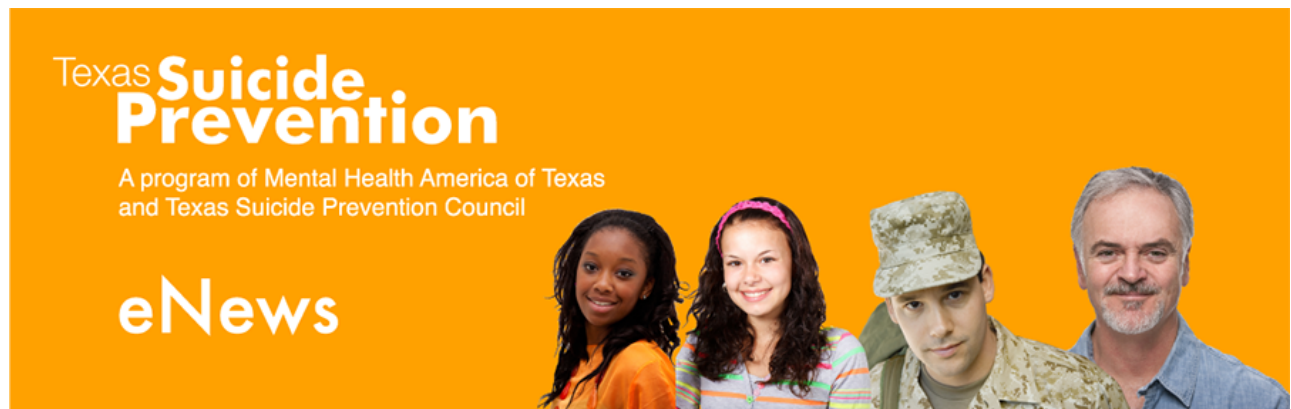 Texas Suicide
Prevention
A program of Mental Health America of Texas
and Texas Suicide Prevention Council
eNews